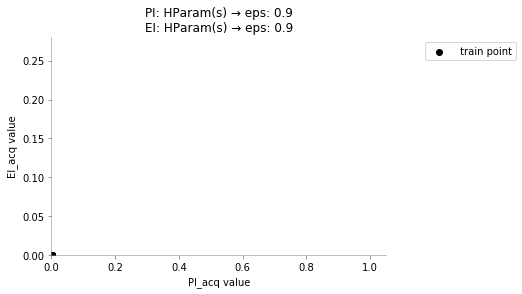 PI: HParam(s) → eps: 0.9
EI: HParam(s) → eps: 0.9
train point
EI_acq value
0.25
0.20
0.15
0.10
0.05
0.00
0.0 0.2 0.4 0.6 0.8 1.0
PI_acq value